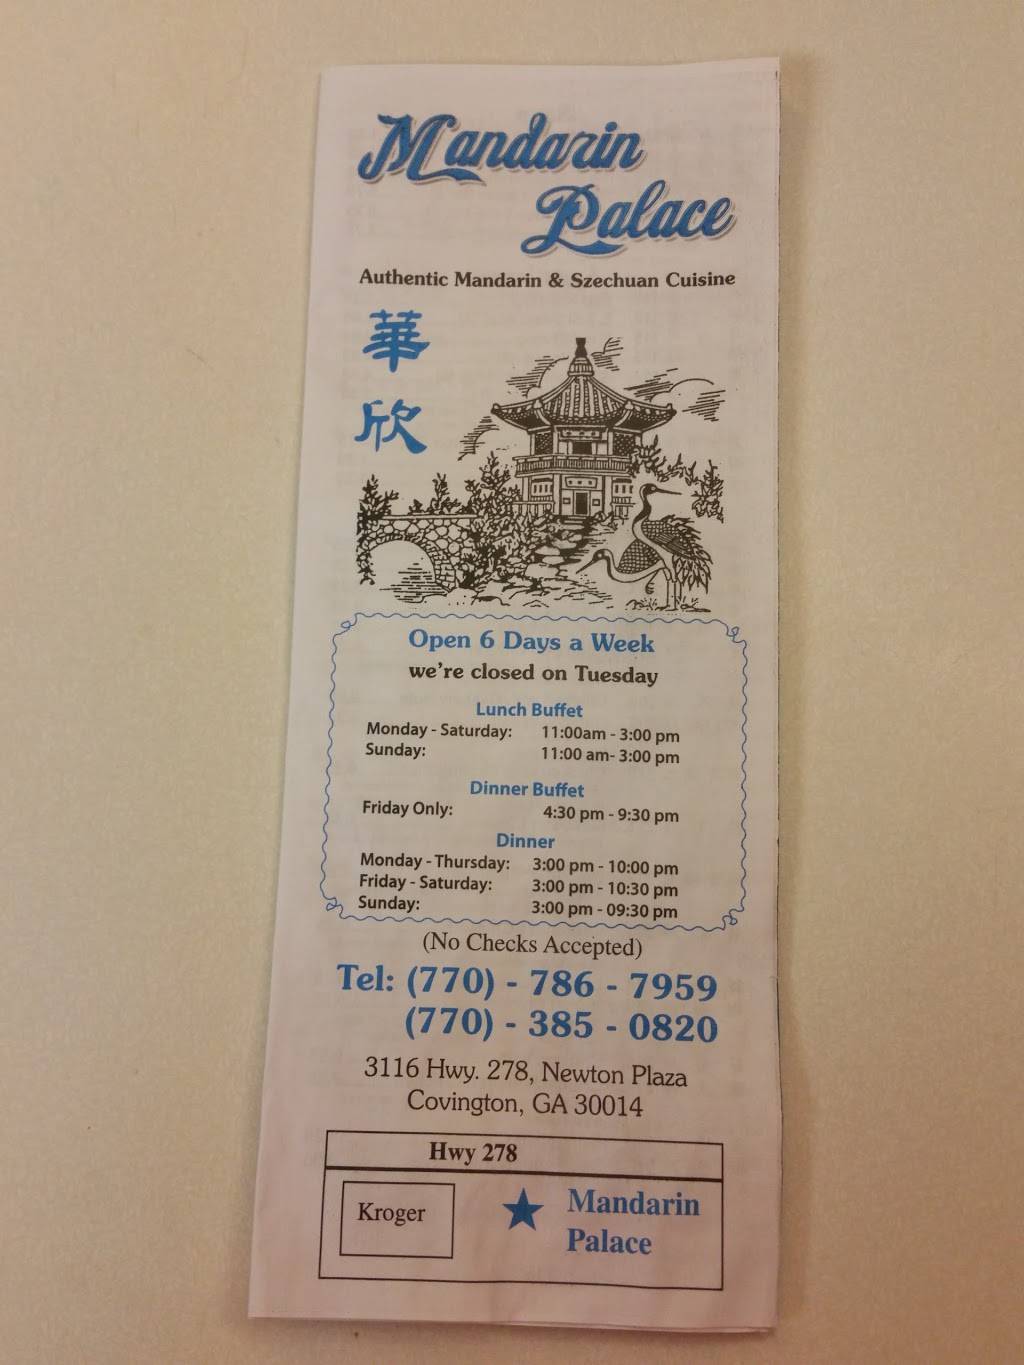 Mandarin
Palace
Authentic Mandarin & Szechuan Cuisine
華
欣
Open 6 Days a Week
we're closed on Tuesday
Lunch Buffet
Monday - Saturday: 11:00am - 3:00 pm
Sunday: 11:00 am- 3:00 pm
Dinner Buffet
Friday Only: 4:30 pm - 9:30 pm
Dinner
Monday - Thursday: 3:00 pm - 10:00 pm
Friday - Saturday: 3:00 pm - 10:30 pm
Sunday: 3:00 pm - 09:30 pm
(No Checks Accepted)
Tel: (770) - 786 - 7959
(770) - 385 - 0820
3116 Hwy. 278, Newton Plaza
Covington, GA 30014
Hwy 278
Kroger
Mandarin
Palace